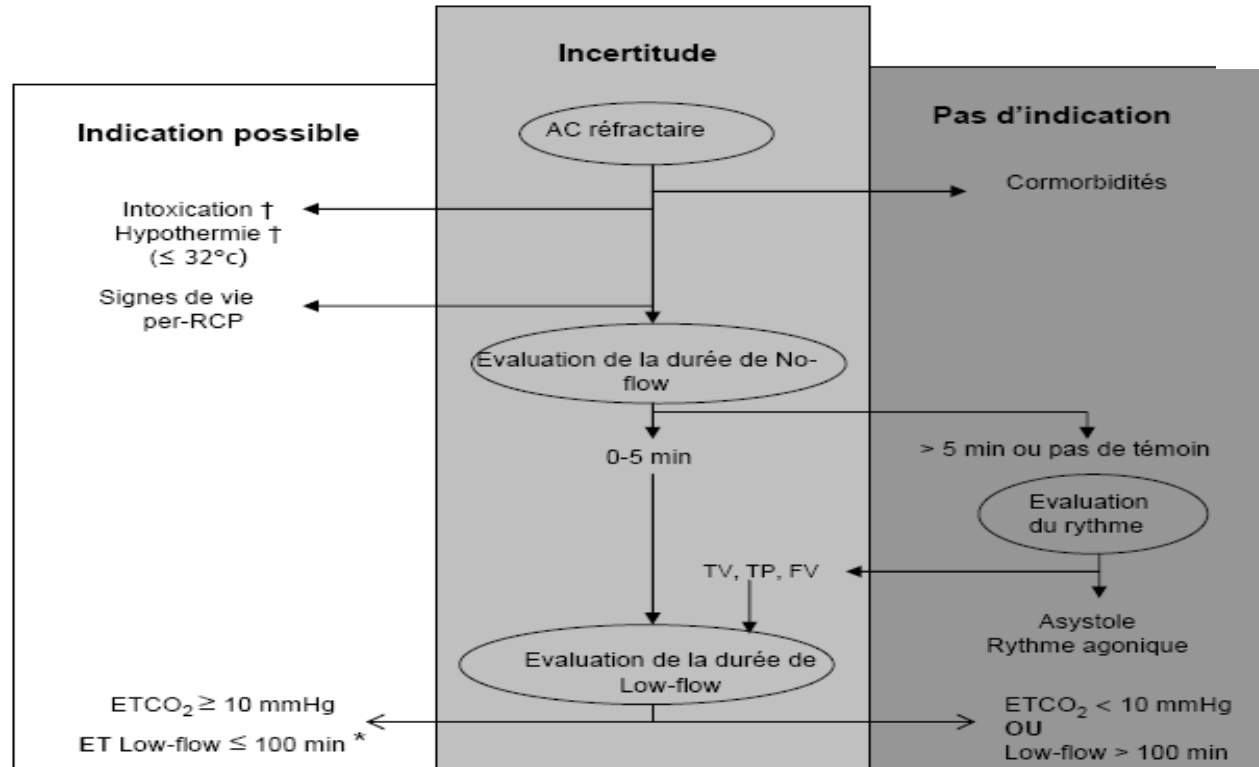 Incertitude
Indication possible
Pas d'indication
AC réfractaire
Cormorbidités
Intoxication †
Hypothermie †
(≤ 32°c)
Signes de vie
per-RCP
Evaluation de la durée de No-
flow
0-5 min
> 5 min ou pas de témoin
Evaluation
du rythme
TV, TP, FV
Asystole
Rythme agonique
Evaluation de la durée de
Low-flow
ETCO2 ≥ 10 mmHg
ET Low-flow ≤ 100 min *
ETCO2 < 10 mmHg
OU
Low-flow > 100 min